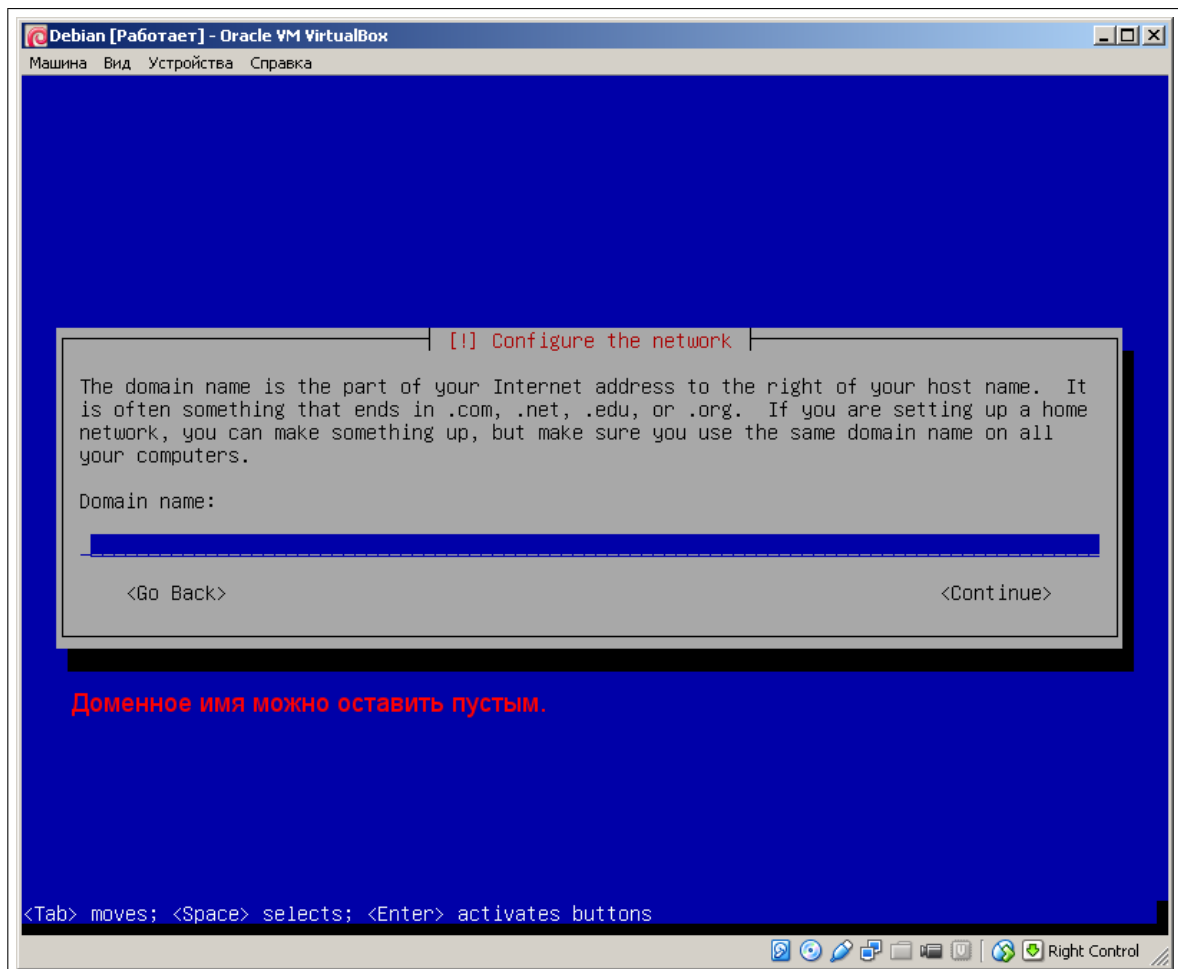 Debian [Работает] - Oracle VM VirtualBox
Машина Вид Устройства Справка
[!] Configure the network
The domain name is the part of your Internet address to the right of your host name. It
is often something that ends in .com, .net, .edu, or .org. If you are setting up a home
network, you can make something up, but make sure you use the same domain name on all
your computers.
Domain name:
<Go Back> <Continue>
Доменное имя можно оставить пустым.
<Tab> moves; <Space> selects; <Enter> activates buttons
Right Control